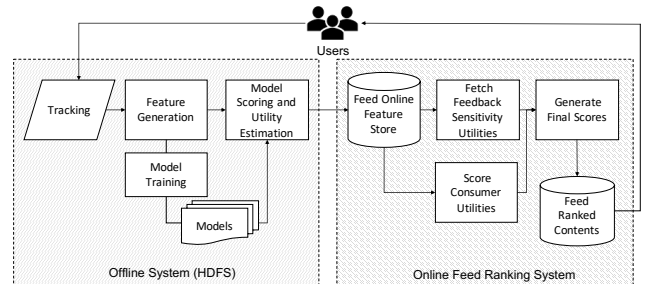 Users
Tracking
Feature
Generation
Model
Scoring and
Utility
Estimation
Model
Training
Models
Offline System (HDFS)
Feed Online
Feature
Store
Fetch
Feedback
Sensitivity
Utilities
Generate
Final Scores
Score
Consumer
Utilities
Feed
Ranked
Contents
Online Feed Ranking System